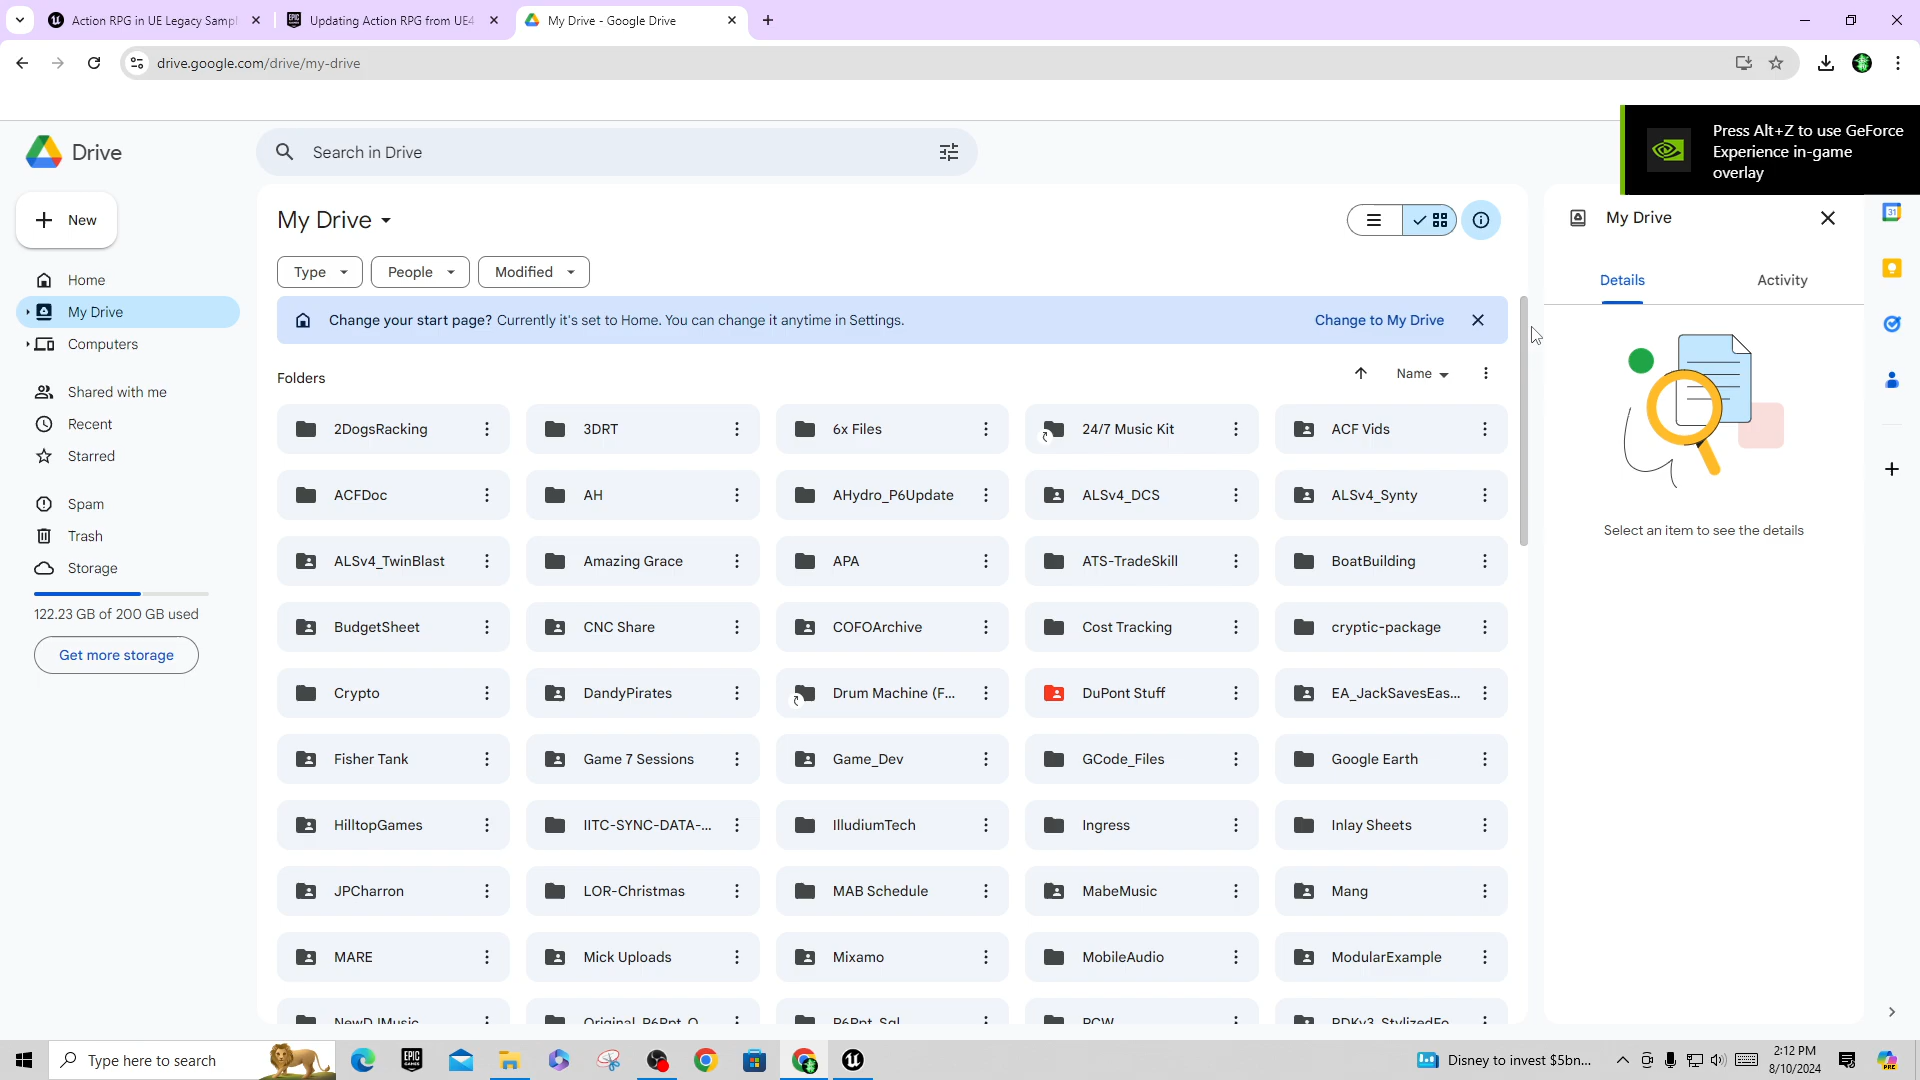 Action RPG in UE Legacy Sampl
Updating Action RPG from UE4
My Drive - Google Drive
drive.google.com/drive/my-drive
Press Alt+Z to use GeForce
Experience in-game
overlay
Drive
Search in Drive
New
Home
My Drive
Computers
Shared with me
Recent
Starred
Spam
Trash
Storage
122.23 GB of 200 GB used
Get more storage
My Drive
Type
People
Modified
Change your start page? Currently it's set to Home. You can change it anytime in Settings.
Change to My Drive
Folders
Name
2DogsRacking
3DRT
6x Files
24/7 Music Kit
ACF Vids
ACFDoc
AH
AHydro_P6Update
ALSv4_DCS
ALSv4_Synty
ALSv4_TwinBlast
Amazing Grace
APA
ATS-TradeSkill
BoatBuilding
BudgetSheet
CNC Share
COFOArchive
Cost Tracking
cryptic-package
Crypto
DandyPirates
Drum Machine (F...
DuPont Stuff
EA_JackSavesEas...
Fisher Tank
Game 7 Sessions
Game_Dev
GCode_Files
Google Earth
HilltopGames
IITC-SYNC-DATA-...
IlludiumTech
Ingress
Inlay Sheets
JPCharron
LOR-Christmas
MAB Schedule
MabeMusic
Mang
MARE
Mick Uploads
Mixamo
MobileAudio
ModularExample
My Drive
Details
Activity
Select an item to see the details
31
Type here to search
EPIC
GAMES
Disney to invest $5bn...
2:12 PM
8/10/2024
PRE